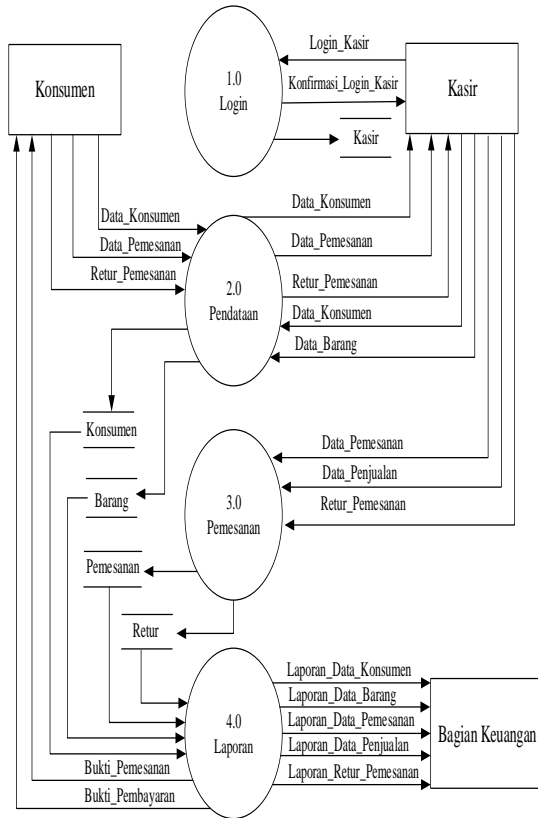 Login_Kasir
Konsumen
1.0
Login
Konfirmasi_Login_Kasir
Kasir
Kasir
Data_Konsumen
Data_Konsumen
Data_Pemesanan
Data_Pemesanan
Retur_Pemesanan
Retur_Pemesanan
2.0
Pendataan
Data_Konsumen
Data_Barang
Konsumen
Data_Pemesanan
Data_Penjualan
Retur_Pemesanan
Barang
3.0
Pemesanan
Pemesanan
Retur
4.0
Laporan
Laporan_Data_Konsumen
Laporan_Data_Barang
Laporan_Data_Pemesanan
Laporan_Data_Penjualan
Laporan_Retur_Pemesanan
Bagian Keuangan
Bukti_Pemesanan
Bukti_Pembayaran